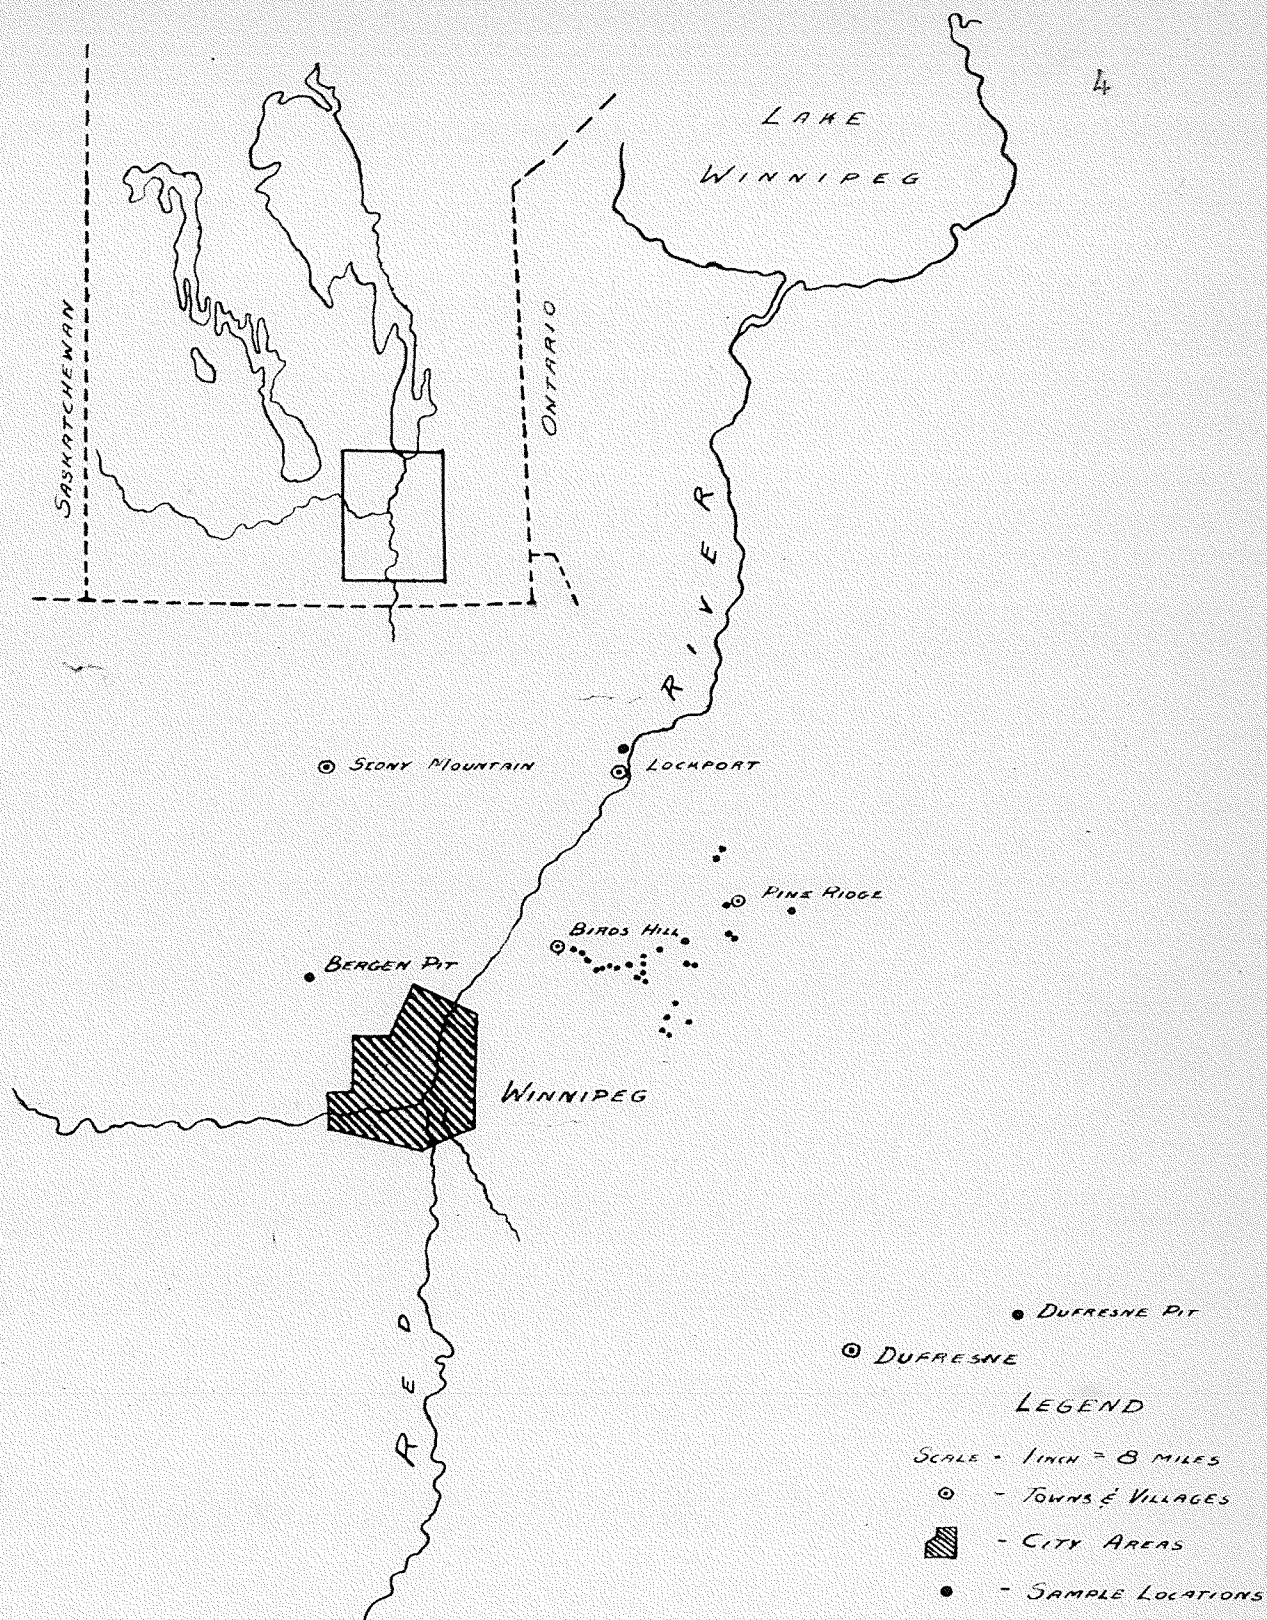 4
LAKE
WINNIPEG
SASKATCHEWAN
ONTARIO
RIVER
STONY MOUNTAIN
LOCKPORT
PINE RIDGE
BIRDS HILL
BERGEN PIT
WINNIPEG
RED
DUFRESNE PIT
DUFRESNE
LEGEND
SCALE - 1 INCH = 8 MILES
- TOWNS & VILLAGES
- CITY AREAS
- SAMPLE LOCATIONS